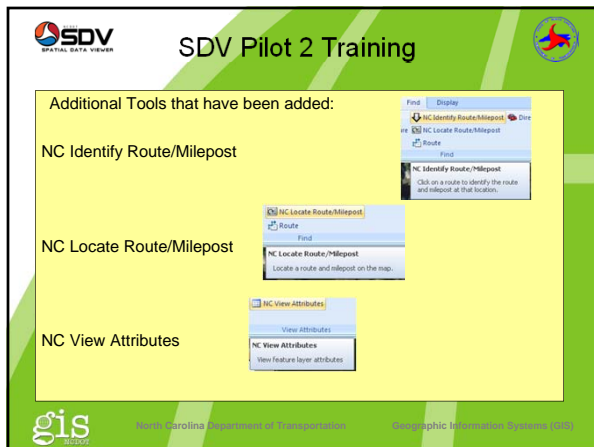 SDV
SPATIAL DATA VIEWER
SDV Pilot 2 Training
Additional Tools that have been added:
Find Display
NC Identify Route/Milepost Dire
re NC Locate Route/Milepost
Route
Find
NC Identify Route/Milepost
Click on a route to identify the route
and milepost at that location.
NC Identify Route/Milepost
NC Locate Route/Milepost
Route
Find
NC Locate Route/Milepost
Locate a route and milepost on the map.
NC Locate Route/Milepost
NC View Attributes
View Attributes
NC View Attributes
View feature layer attributes
NC View Attributes
gis
NCDOT
North Carolina Department of Transportation Geographic Information Systems (GIS)